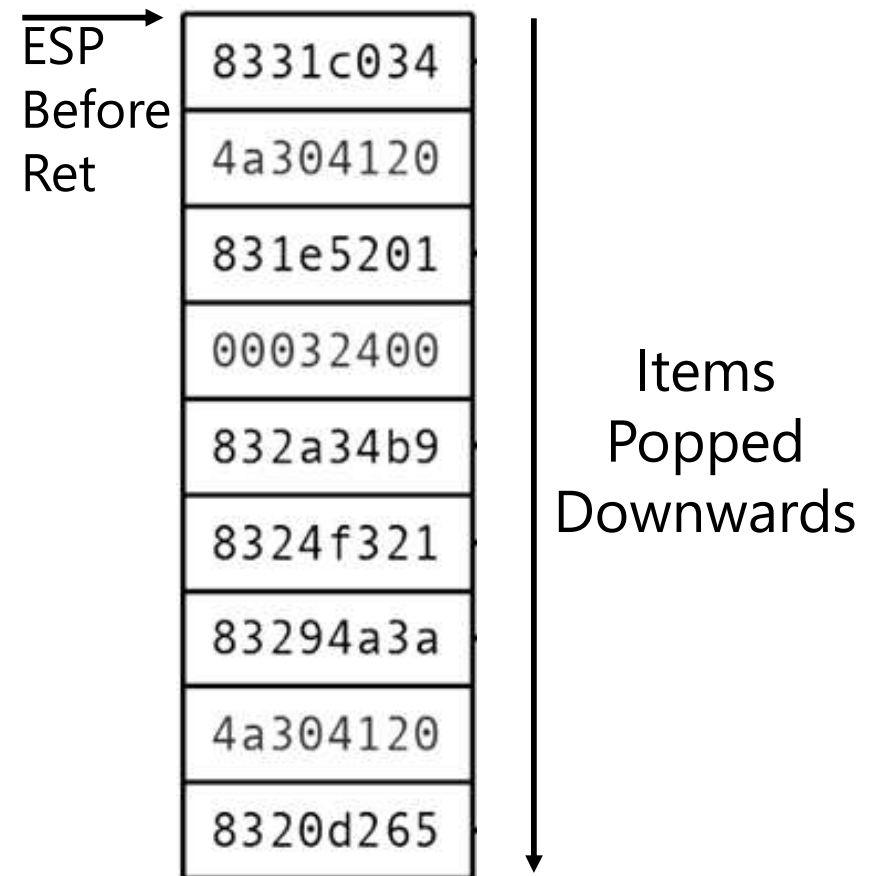 ESP
Before
Ret
8331c034
4a304120
831e5201
00032400
832a34b9
8324f321
83294a3a
4a304120
8320d265
Items
Popped
Downwards